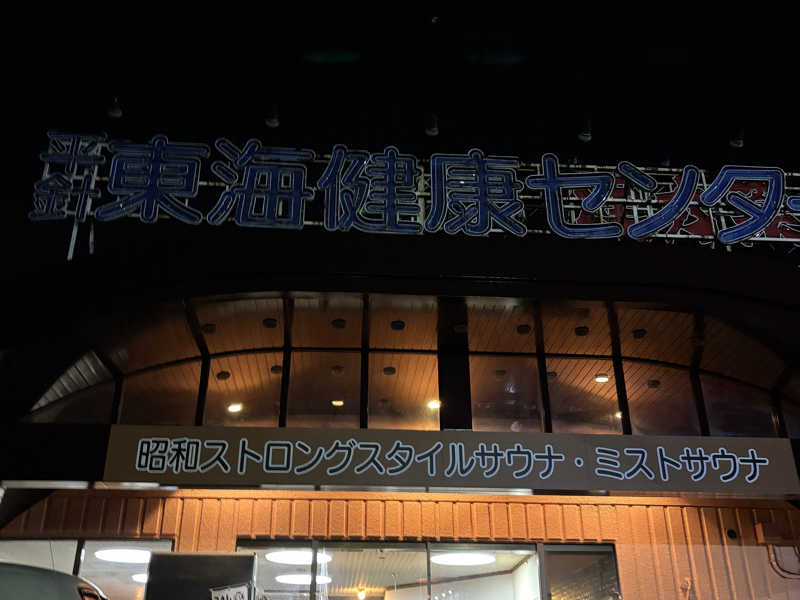 平針
東海健康センター
昭和ストロングスタイルサウナ・ミストサウナ